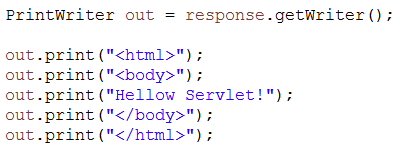 PrintWriter out = response.getWriter();
out.print("<html>");
out.print("<body>");
out.print("Hellow Servlet!");
out.print("</body>");
out.print("</html>");